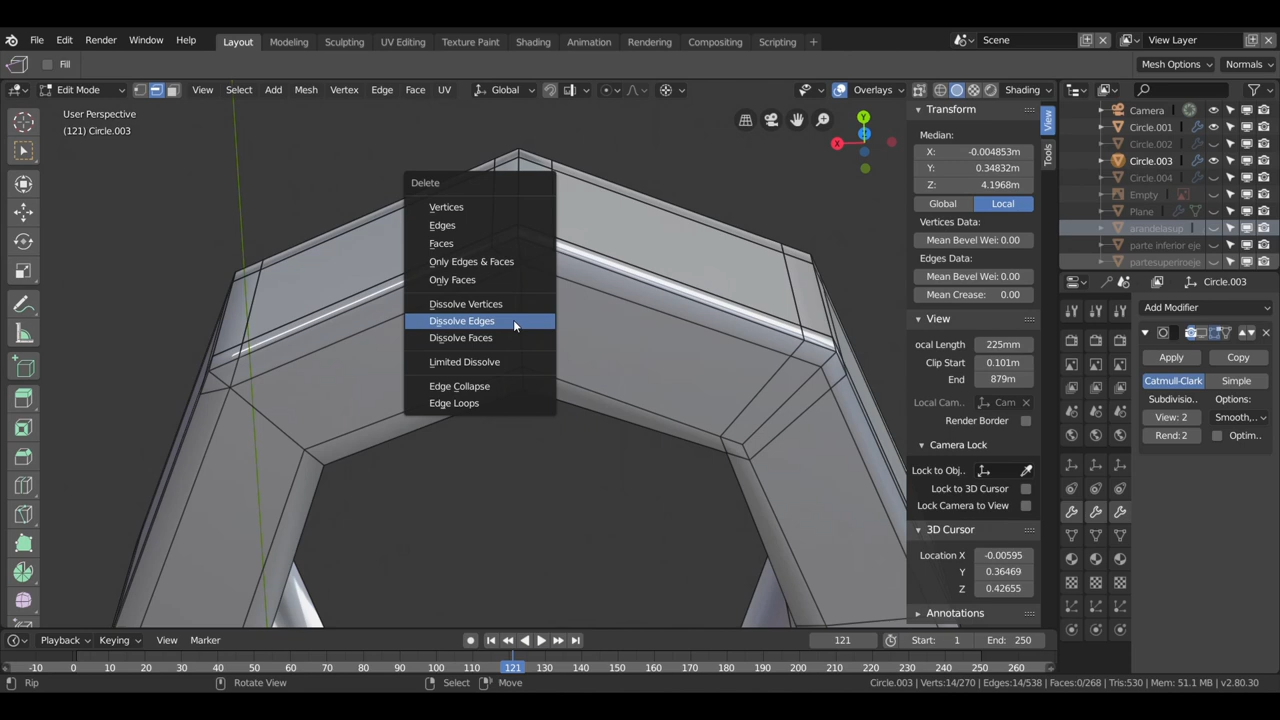 File Edit Render Window Help Layout Modeling Sculpting UV Editing Texture Paint Shading Animation Rendering Compositing Scripting + Scene View Layer
Fill Mesh Options Normals
Edit Mode View Select Add Mesh Vertex Edge Face UV Global Overlays Shading
User Perspective
(121) Circle.003
Y
Z
X
Delete
Vertices
Edges
Faces
Only Edges & Faces
Only Faces
Dissolve Vertices
Dissolve Edges
Dissolve Faces
Limited Dissolve
Edge Collapse
Edge Loops
Transform
Median:
X: -0.004853m
Y: 0.34832m
Z: 4.1968m
Global Local
Vertices Data:
Mean Bevel Wei: 0.00
Edges Data:
Mean Bevel Wei: 0.00
Mean Crease: 0.00
View
ocal Length 225mm
Clip Start 0.101m
End 879m
Local Cam.. Cam
Render Border
Camera Lock
Lock to Obj..
Lock to 3D Cursor
Lock Camera to View
3D Cursor
Location X -0.00595
Y 0.36469
Z 0.42655
Annotations
View
Tools
Camera
Circle.001
Circle.002
Circle.003
Circle.004
Empty
Plane
arandelasup
parte inferior eje
partesuperiroeje
Circle.003
Add Modifier
Apply Copy
Catmull-Clark Simple
Subdivisio.. Options:
View: 2 Smooth,...
Rend: 2 Optim..
Playback Keying View Marker 121 Start: 1 End: 250
-10 0 10 20 30 40 50 60 70 80 90 100 110 121 130 140 150 160 170 180 190 200 210 220 230 240 250 260
Rip Rotate View Select Move Circle.003 | Verts:14/270 | Edges:14/538 | Faces:0/268 | Tris:530 | Mem: 51.1 MB | v2.80.30